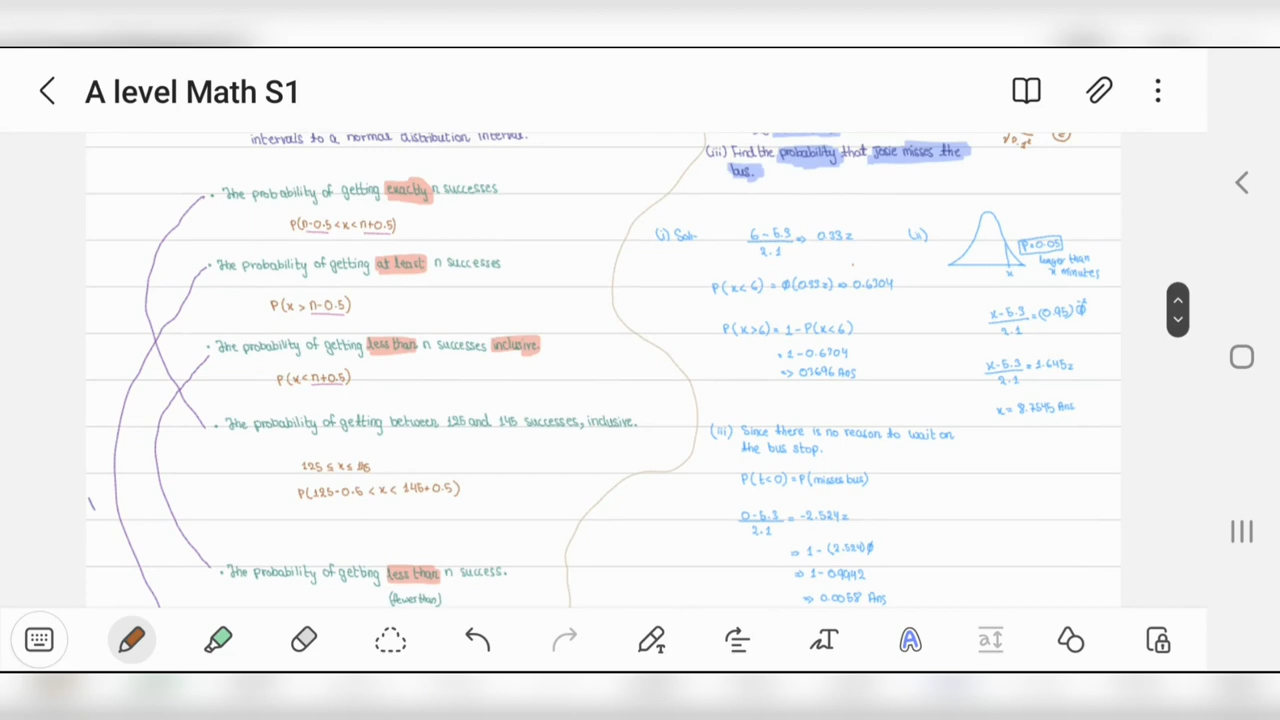 A level Math S1
intervals to a normal distribution interval.
• The probability of getting exactly n successes
P(n-0.5 < x < n+0.5)
• The probability of getting at least n successes
P(x > n-0.5)
• The probability of getting less than n successes inclusive.
P(x < n+0.5)
• The probability of getting between 125 and 145 successes, inclusive.
125 ≤ x ≤ 145
P(125-0.5 < x < 145+0.5)
• The probability of getting less than n success.
(fewer than)
(iii) Find the probability that Josie misses the
bus.
(i) Sol.
6-5.3 / 2.1 => 0.33z
P(x<6) = Φ(0.33z) => 0.6304
P(x>6) = 1-P(x<6)
= 1-0.6304
=> 0.3696 Ans
(ii)
P=0.05
longer than
x minutes
x
x-5.3 / 2.1 = (0.95)Φ⁻¹
x-5.3 / 2.1 = 1.645z
x = 8.7545 Ans
(iii) Since there is no reason to wait on
the bus stop.
P(t<0) = P(misses bus)
0-5.3 / 2.1 = -2.524z
=> 1-(2.524)Φ
=> 1-0.9942
=> 0.0058 Ans